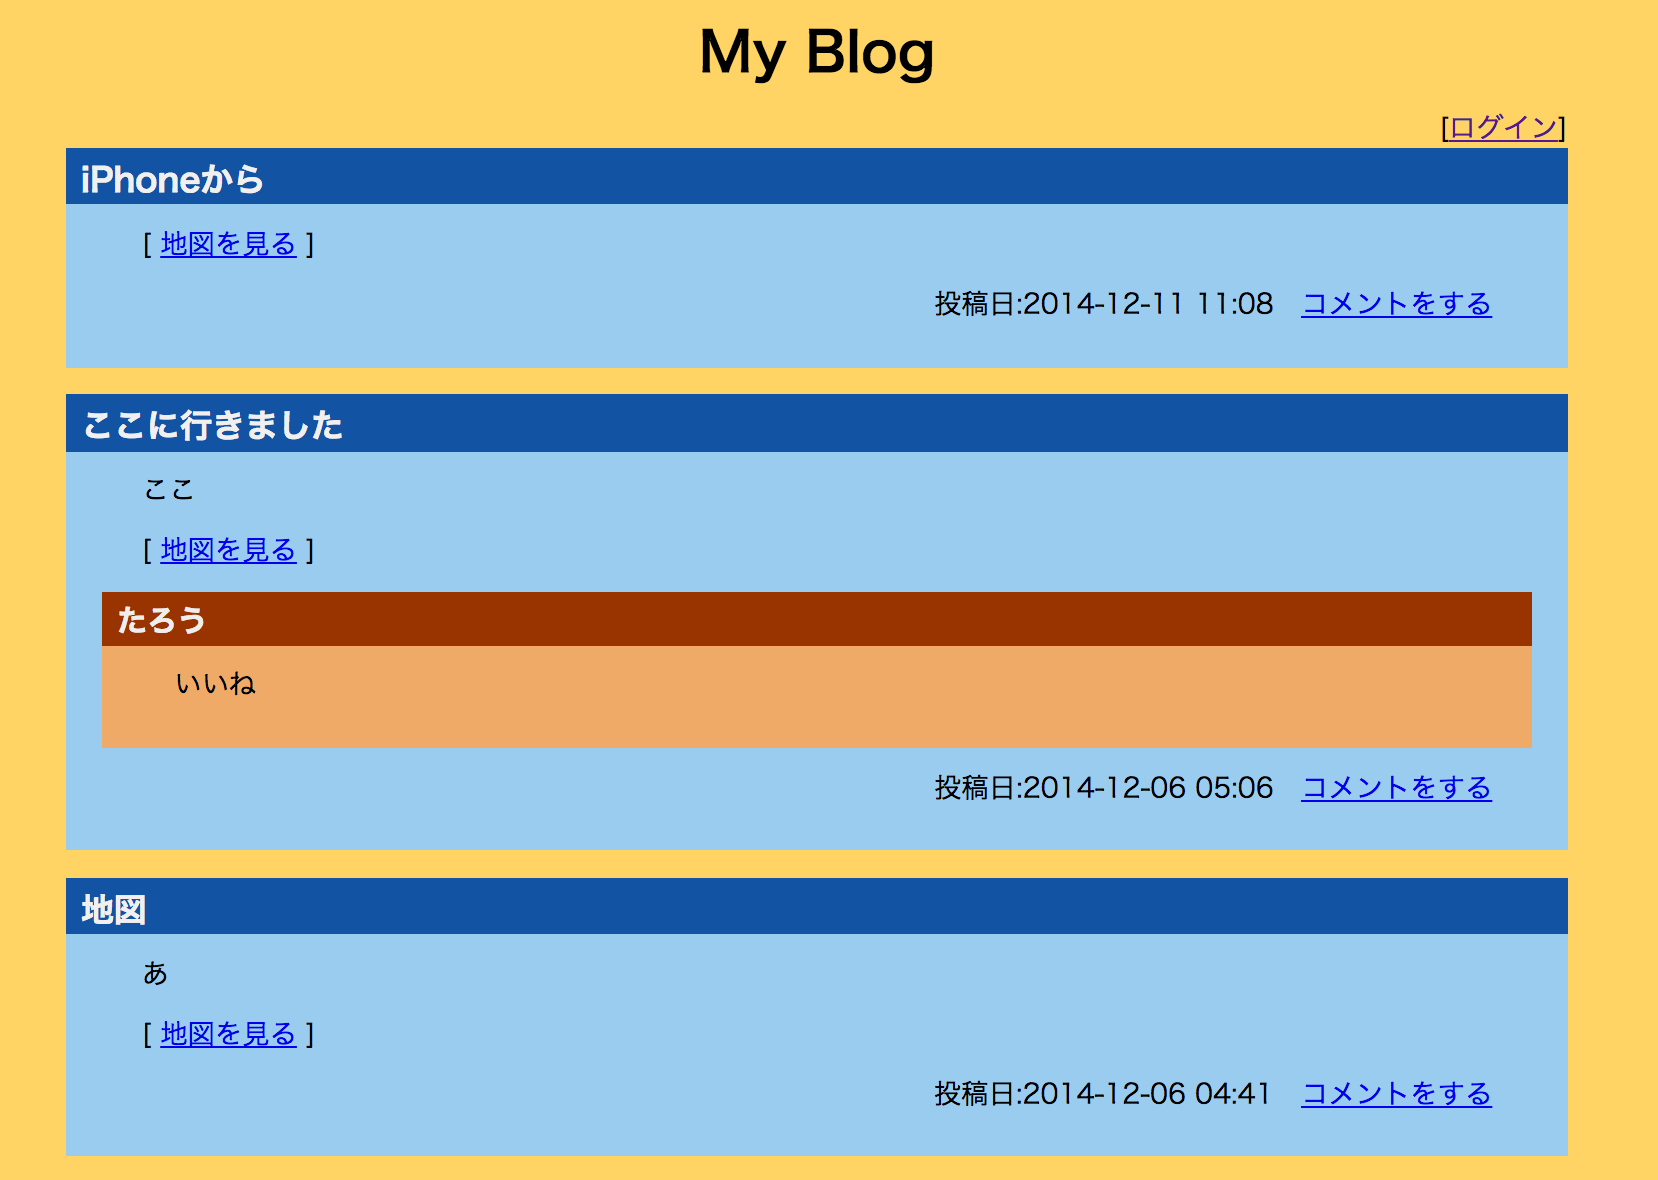 My Blog
[ログイン]
iPhoneから
[ 地図を見る ]
投稿日:2014-12-11 11:08　コメントをする
ここに行きました
ここ
[ 地図を見る ]
たろう
いいね
投稿日:2014-12-06 05:06　コメントをする
地図
あ
[ 地図を見る ]
投稿日:2014-12-06 04:41　コメントをする